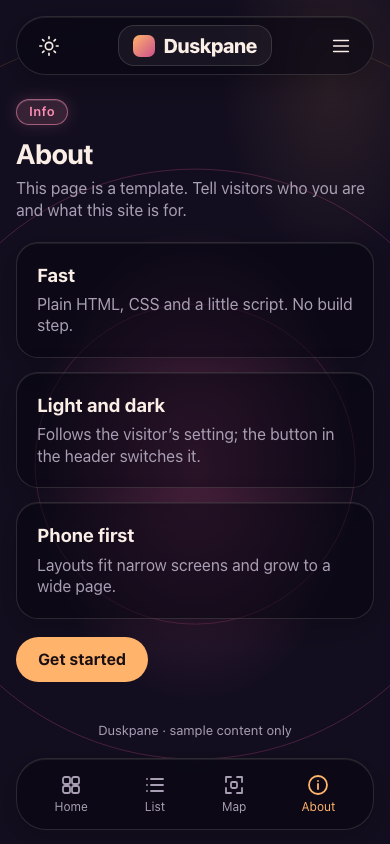 Duskpane
Info
About
This page is a template. Tell visitors who you are
and what this site is for.
Fast
Plain HTML, CSS and a little script. No build
step.
Light and dark
Follows the visitor’s setting; the button in
the header switches it.
Phone first
Layouts fit narrow screens and grow to a
wide page.
Get started
Duskpane · sample content only
Home
List
Map
About